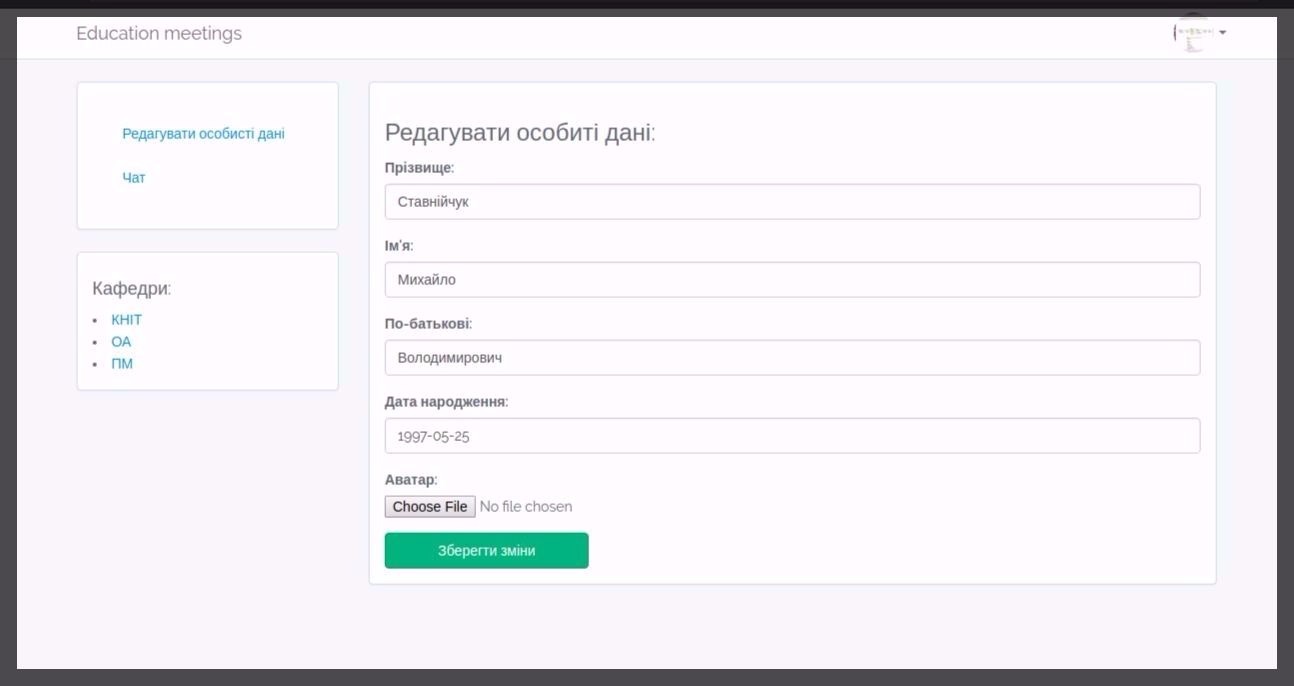 Education meetings
Редагувати особисті дані
Чат
Кафедри:
КНІТ
ОА
ПМ
Редагувати особиті дані:
Прізвище:
Ставнійчук
Ім'я:
Михайло
По-батькові:
Володимирович
Дата народження:
1997-05-25
Аватар:
Choose File No file chosen
Зберегти зміни